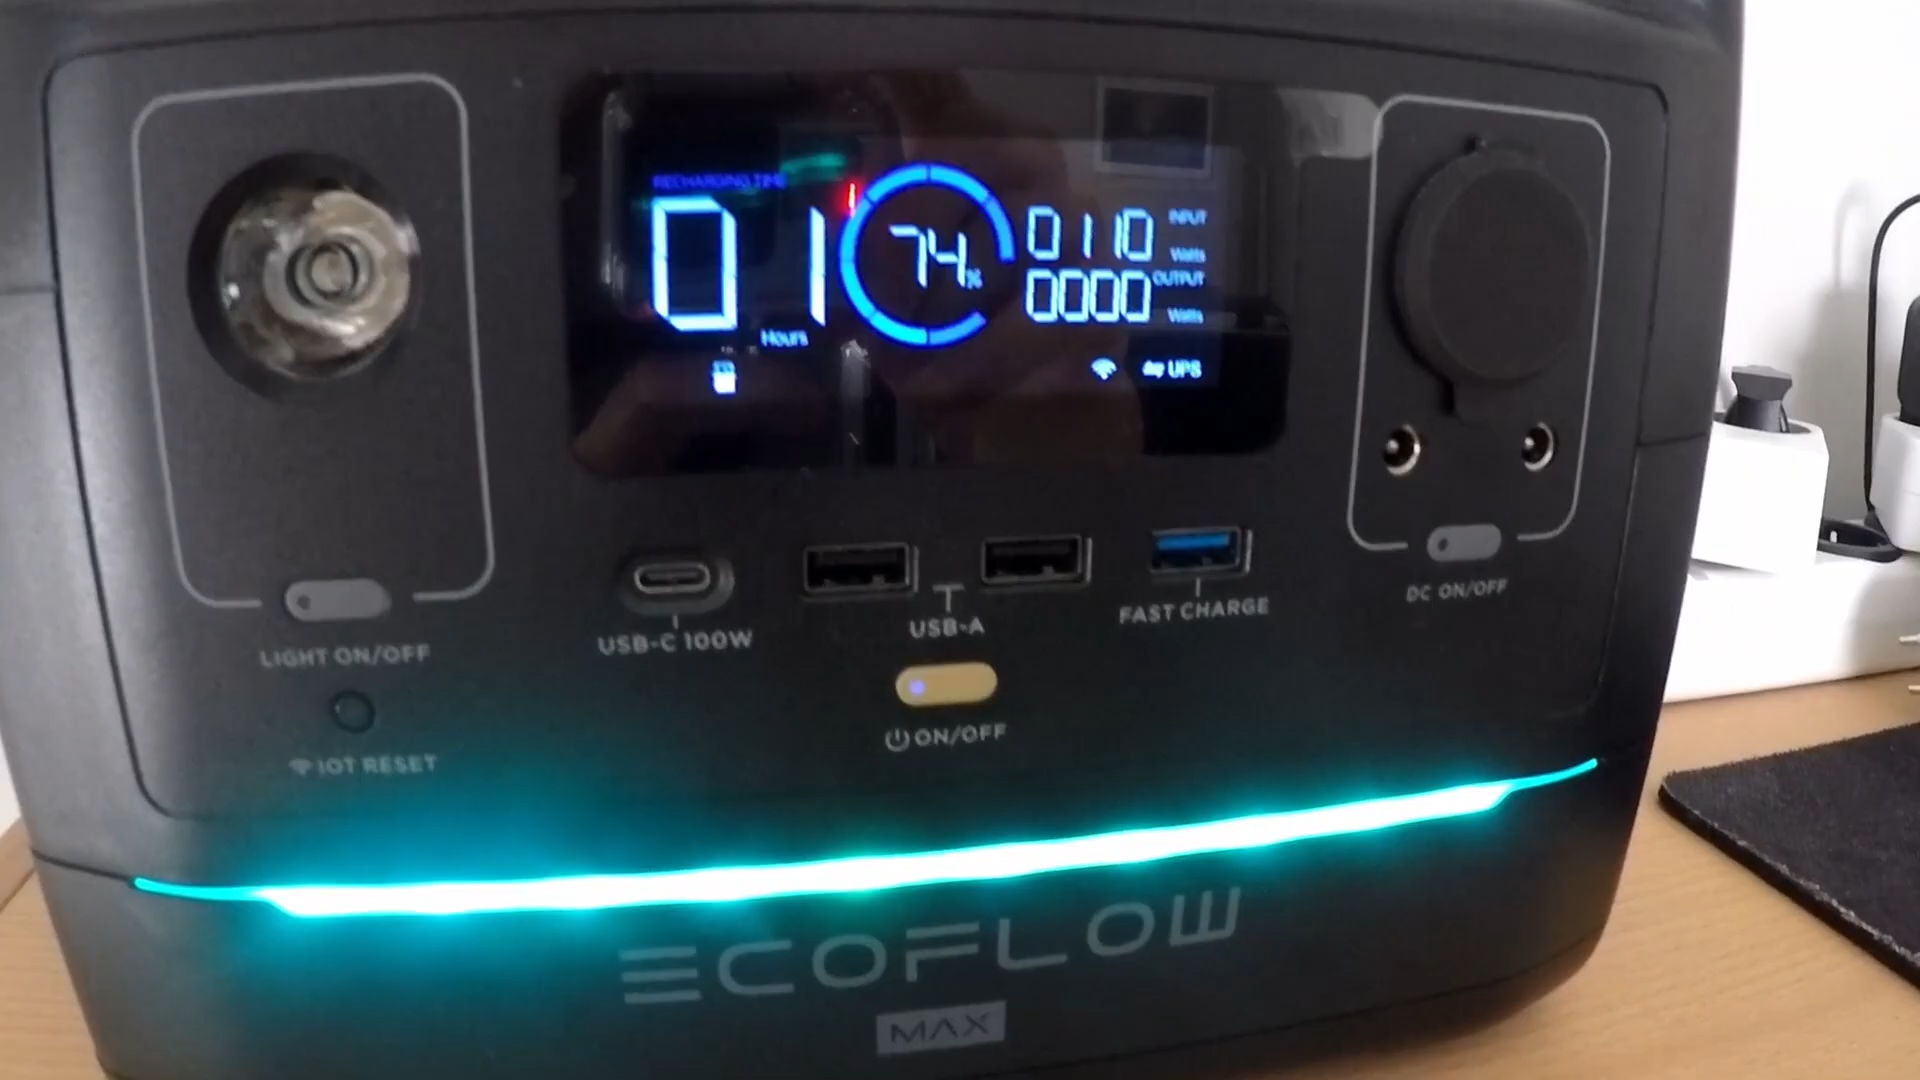 RECHARGING TIME
01
Hours
74%
0110 INPUT
Watts
0000 OUTPUT
Watts
UPS
USB-C 100W
USB-A
FAST CHARGE
DC ON/OFF
LIGHT ON/OFF
ON/OFF
IOT RESET
ECOFLOW
MAX